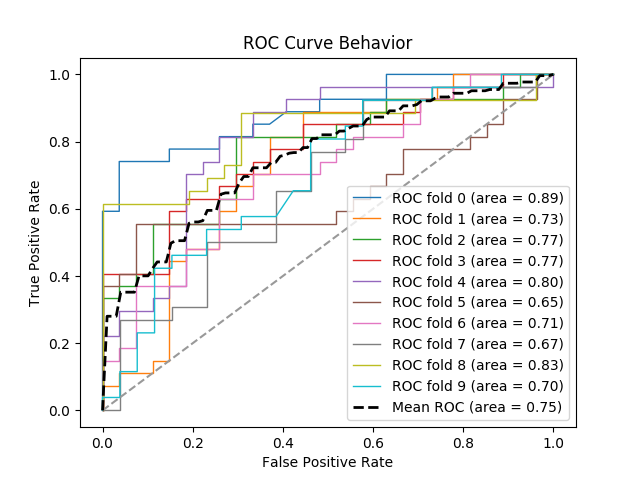 ROC Curve Behavior
True Positive Rate
1.0
0.8
0.6
0.4
0.2
0.0
ROC fold 0 (area = 0.89)
ROC fold 1 (area = 0.73)
ROC fold 2 (area = 0.77)
ROC fold 3 (area = 0.77)
ROC fold 4 (area = 0.80)
ROC fold 5 (area = 0.65)
ROC fold 6 (area = 0.71)
ROC fold 7 (area = 0.67)
ROC fold 8 (area = 0.83)
ROC fold 9 (area = 0.70)
Mean ROC (area = 0.75)
0.0 0.2 0.4 0.6 0.8 1.0
False Positive Rate